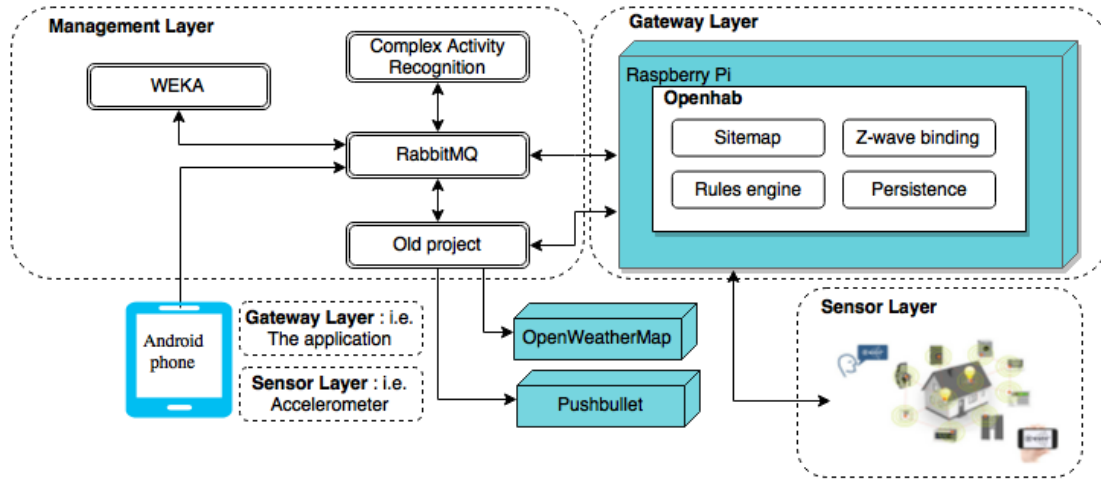 Management Layer
Complex Activity
Recognition
WEKA
RabbitMQ
Old project
Gateway Layer
Raspberry Pi
Openhab
Sitemap
Z-wave binding
Rules engine
Persistence
Android
phone
Gateway Layer : i.e.
The application
Sensor Layer : i.e.
Accelerometer
OpenWeatherMap
Pushbullet
Sensor Layer